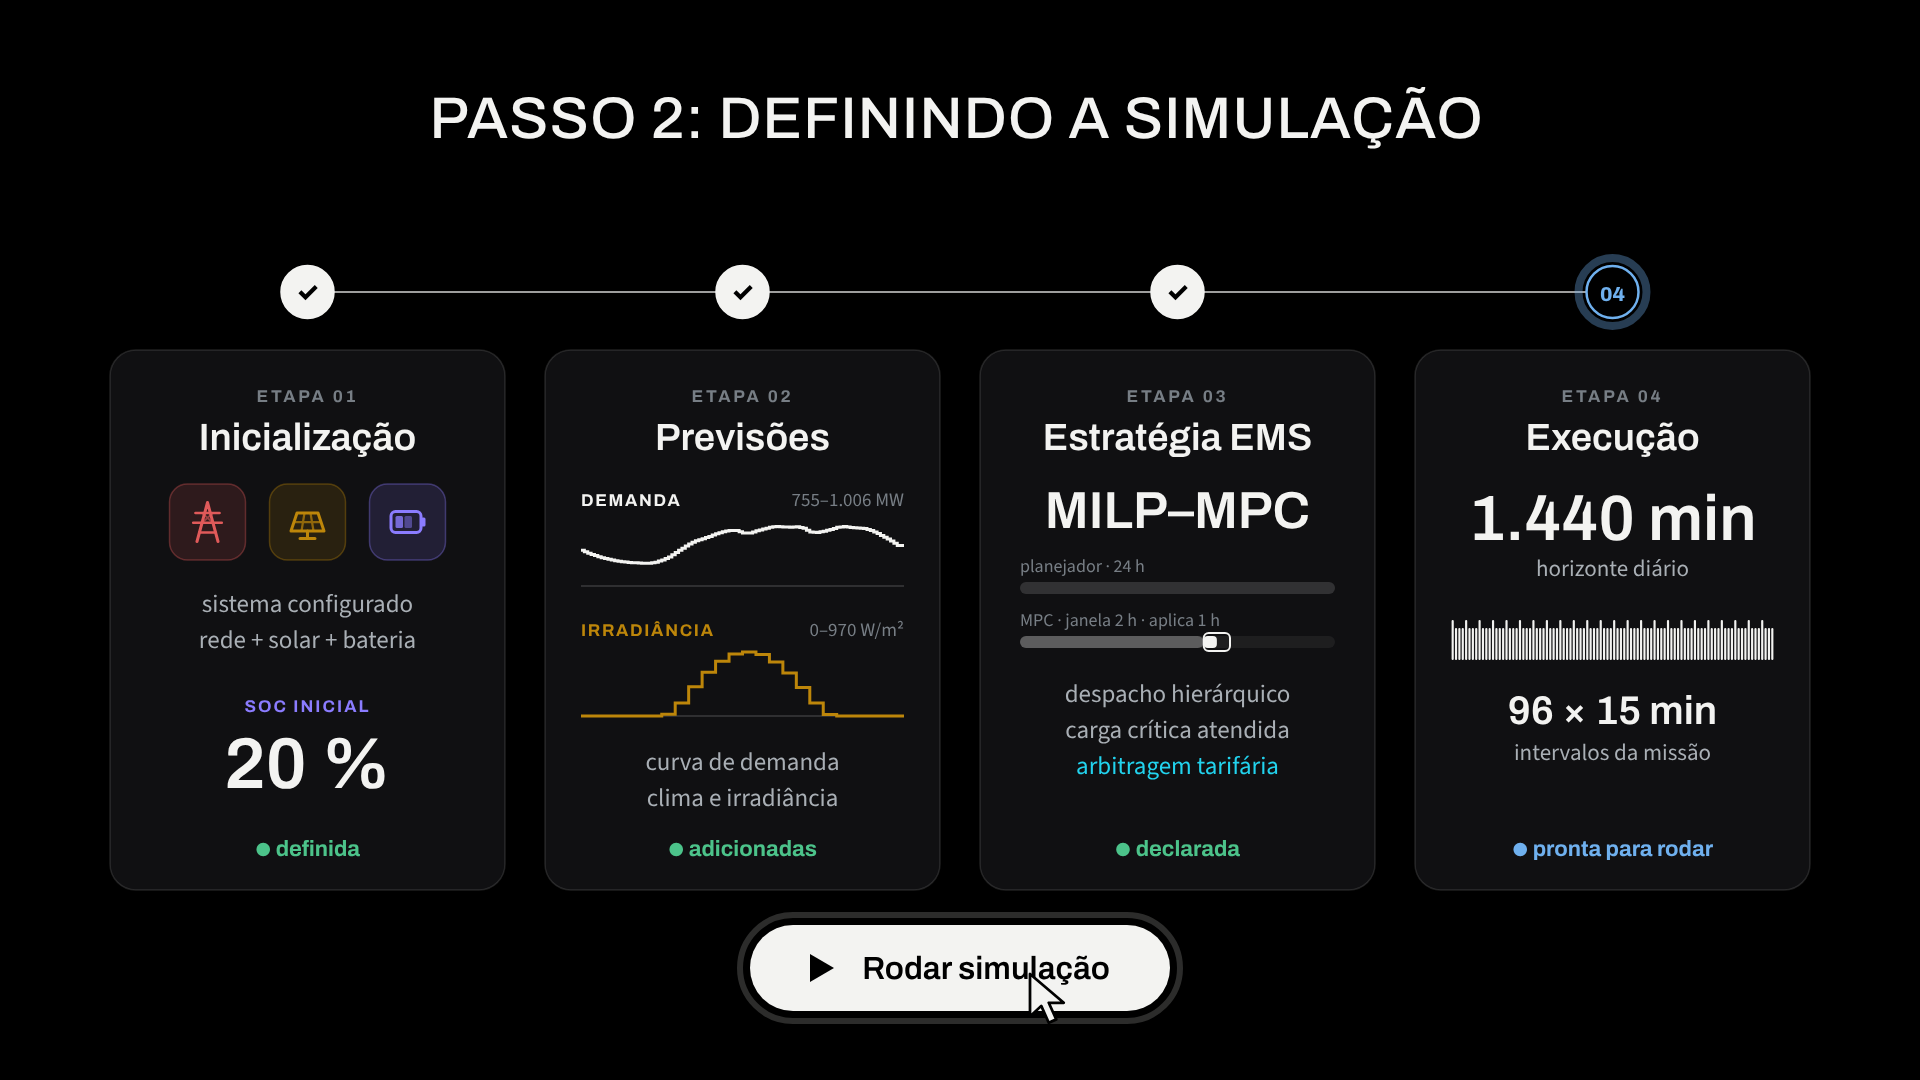 PASSO 2: DEFININDO A SIMULAÇÃO
04
ETAPA 01
Inicialização
sistema configurado
rede + solar + bateria
SOC INICIAL
20 %
definida
ETAPA 02
Previsões
DEMANDA 755–1.006 MW
IRRADIÂNCIA 0–970 W/m²
curva de demanda
clima e irradiância
adicionadas
ETAPA 03
Estratégia EMS
MILP–MPC
planejador · 24 h
MPC · janela 2 h · aplica 1 h
despacho hierárquico
carga crítica atendida
arbitragem tarifária
declarada
ETAPA 04
Execução
1.440 min
horizonte diário
96 × 15 min
intervalos da missão
pronta para rodar
Rodar simulação